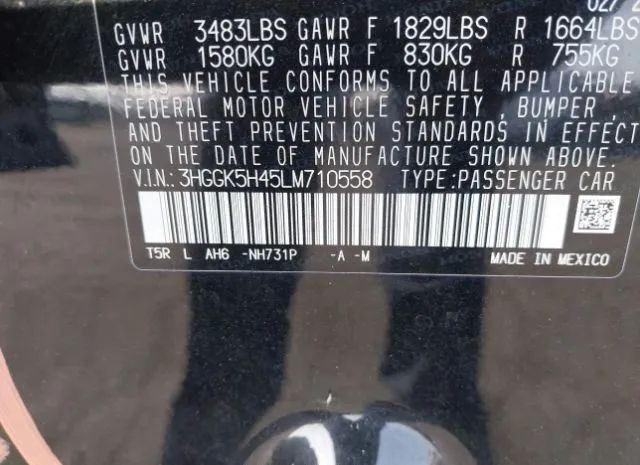 02/2
GVWR 3483LBS GAWR F 1829LBS R 1664LBS
GVWR 1580KG GAWR F 830KG R 755KG
THIS VEHICLE CONFORMS TO ALL APPLICABLE
FEDERAL MOTOR VEHICLE SAFETY , BUMPER ,
AND THEFT PREVENTION STANDARDS IN EFFECT
ON THE DATE OF MANUFACTURE SHOWN ABOVE.
V.I.N.: 3HGGK5H45LM710558 TYPE:PASSENGER CAR
T5R L AH6 -NH731P -A -M MADE IN MEXICO